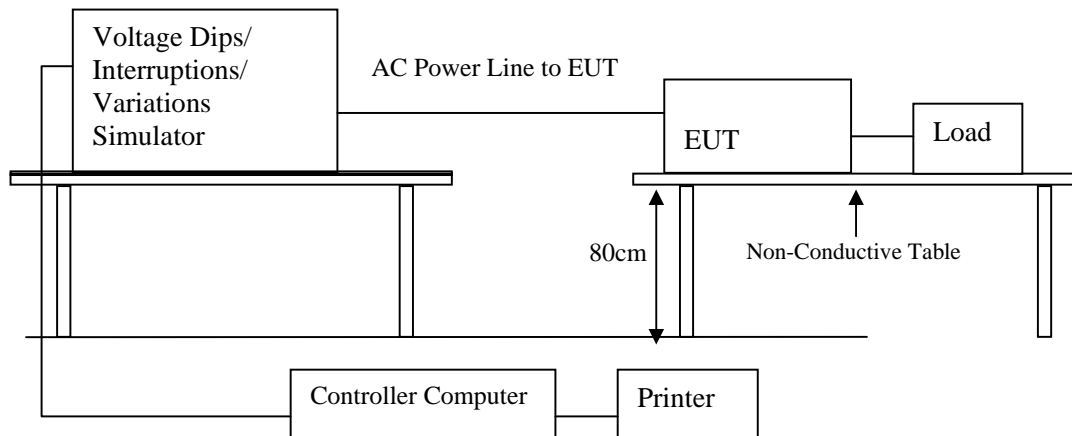 Voltage Dips/
Interruptions/
Variations
Simulator
AC Power Line to EUT
EUT
Load
80cm
Non-Conductive Table
Controller Computer
Printer